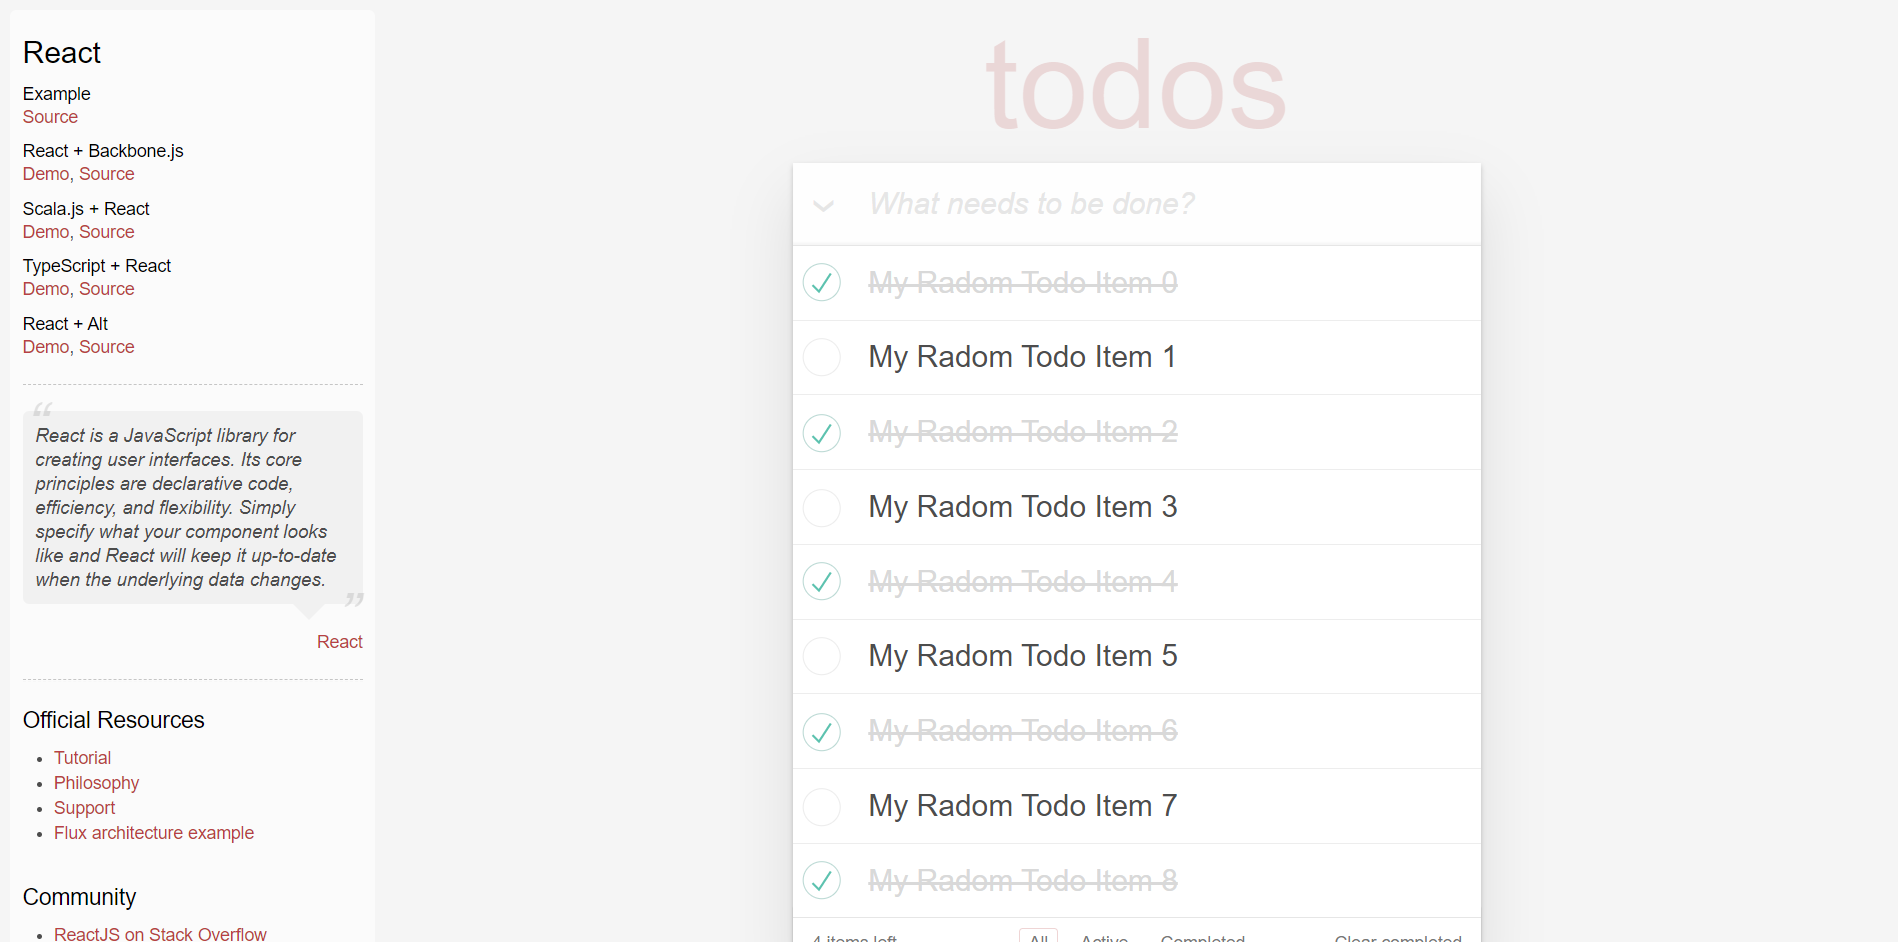 React
Example
Source
React + Backbone.js
Demo, Source
Scala.js + React
Demo, Source
TypeScript + React
Demo, Source
React + Alt
Demo, Source
“
React is a JavaScript library for
creating user interfaces. Its core
principles are declarative code,
efficiency, and flexibility. Simply
specify what your component looks
like and React will keep it up-to-date
when the underlying data changes.
”
React
Official Resources
Tutorial
Philosophy
Support
Flux architecture example
Community
ReactJS on Stack Overflow
todos
What needs to be done?
My Radom Todo Item 0
My Radom Todo Item 1
My Radom Todo Item 2
My Radom Todo Item 3
My Radom Todo Item 4
My Radom Todo Item 5
My Radom Todo Item 6
My Radom Todo Item 7
My Radom Todo Item 8
4 items left All Active Completed Clear completed